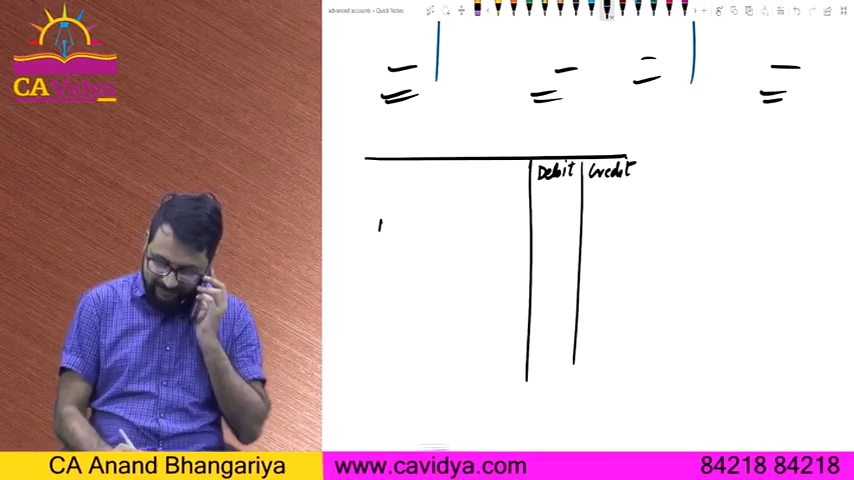 advanced accounts - Quick Notes
CA Vidya
Debit Credit
CA Anand Bhangariya
www.cavidya.com
84218 84218